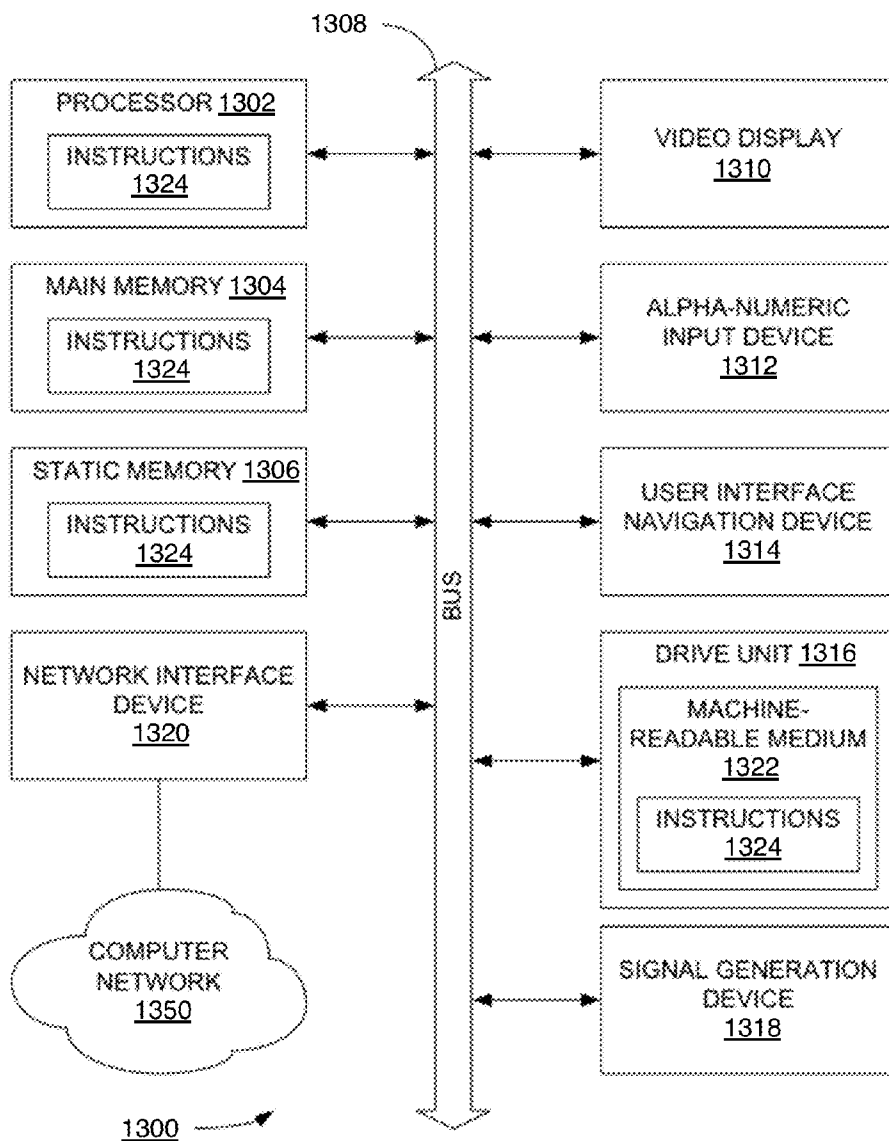 1308
PROCESSOR 1302
INSTRUCTIONS
1324
MAIN MEMORY 1304
INSTRUCTIONS
1324
STATIC MEMORY 1306
INSTRUCTIONS
1324
NETWORK INTERFACE
DEVICE
1320
COMPUTER
NETWORK
1350
1300
BUS
VIDEO DISPLAY
1310
ALPHA-NUMERIC
INPUT DEVICE
1312
USER INTERFACE
NAVIGATION DEVICE
1314
DRIVE UNIT 1316
MACHINE-
READABLE MEDIUM
1322
INSTRUCTIONS
1324
SIGNAL GENERATION
DEVICE
1318